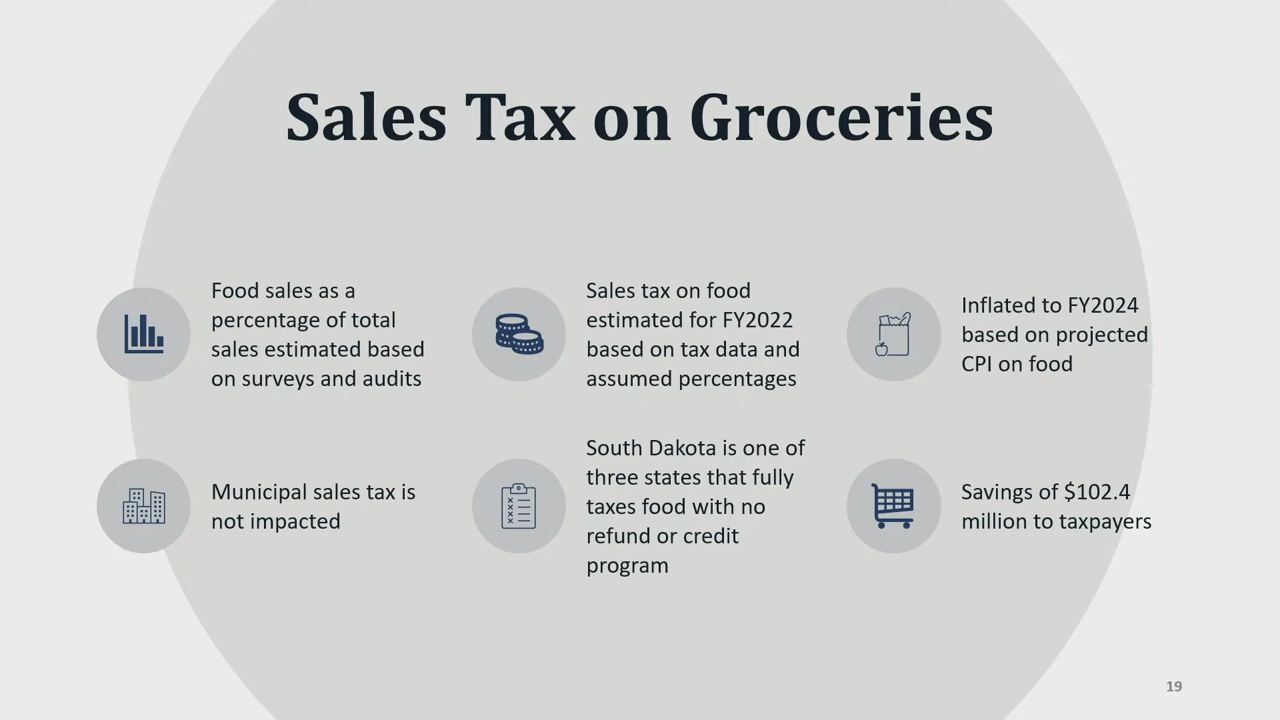 Sales Tax on Groceries
Food sales as a
percentage of total
sales estimated based
on surveys and audits
Sales tax on food
estimated for FY2022
based on tax data and
assumed percentages
Inflated to FY2024
based on projected
CPI on food
Municipal sales tax is
not impacted
South Dakota is one of
three states that fully
taxes food with no
refund or credit
program
Savings of $102.4
million to taxpayers
19